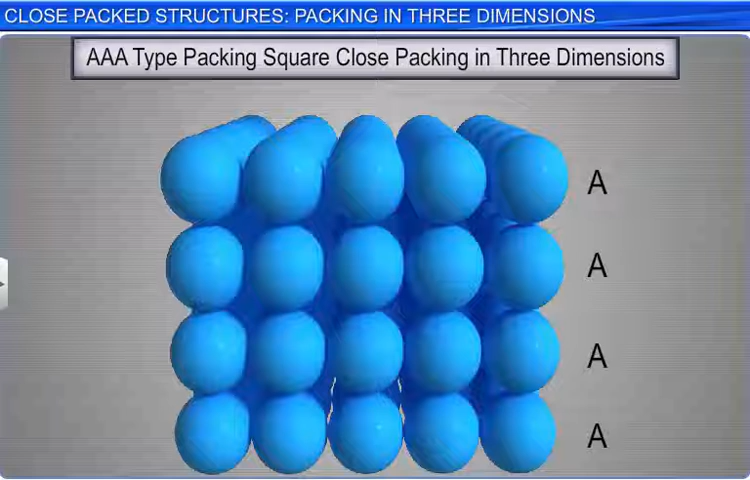 CLOSE PACKED STRUCTURES: PACKING IN THREE DIMENSIONS
AAA Type Packing Square Close Packing in Three Dimensions
A
A
A
A